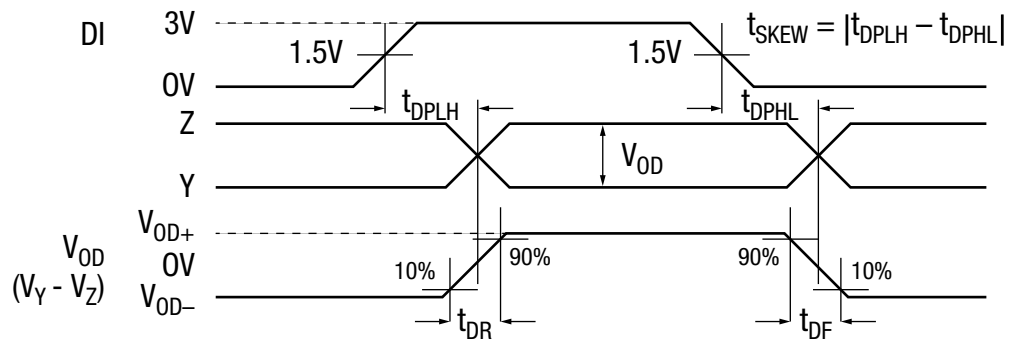 DI
3V
1.5V
0V
1.5V
t_SKEW = |t_DPLH – t_DPHL|
t_DPLH
t_DPHL
Z
Y
V_OD
V_OD
(V_Y - V_Z)
V_OD+
0V
V_OD–
10%
90%
90%
10%
t_DR
t_DF